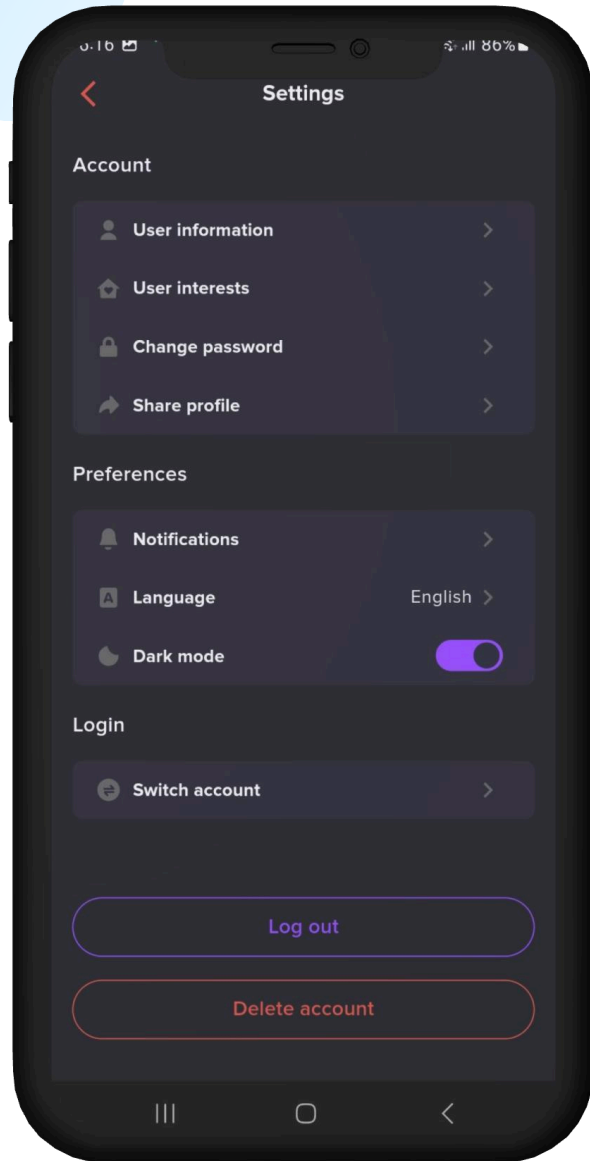 86%
Settings
Account
User information
User interests
Change password
Share profile
Preferences
Notifications
A Language English
Dark mode
Login
Switch account
Log out
Delete account